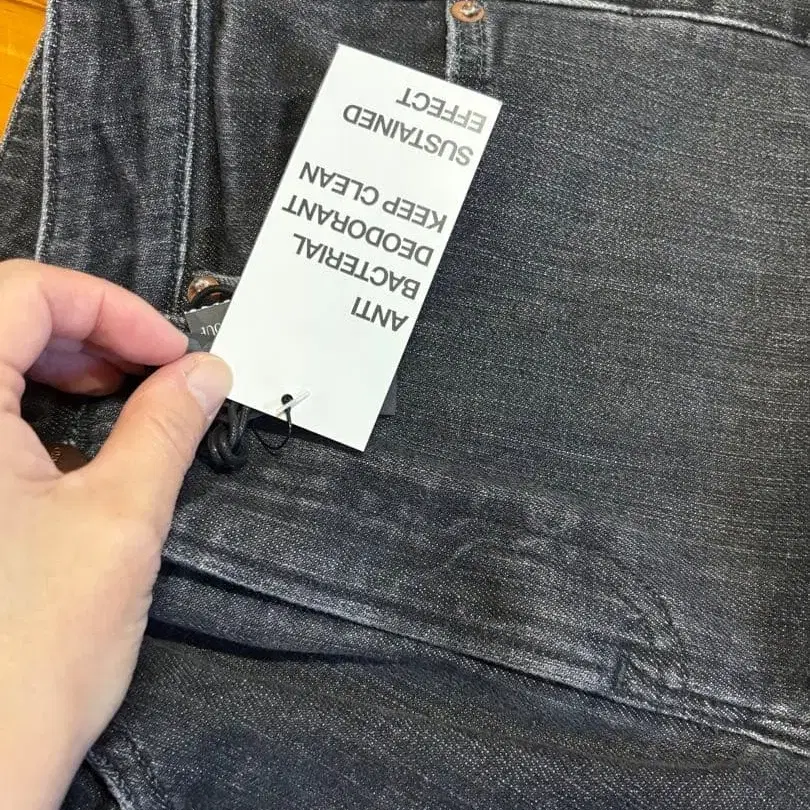 ANTI
BACTERIAL
DEODORANT
KEEP CLEAN
SUSTAINED
EFFECT